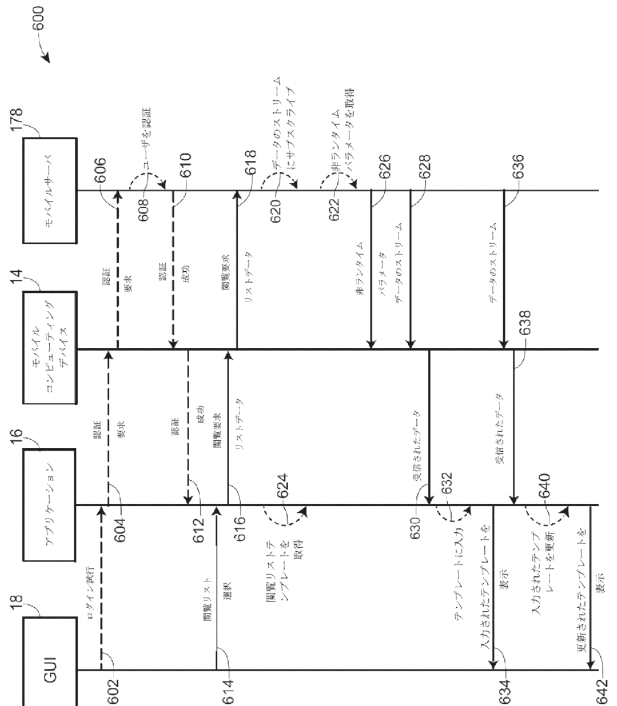 600
18
GUI
16
アプリケーション
14
モバイル
コンピューティング
デバイス
178
モバイルサーバ
ログイン試行
602
認証
要求
604
認証
要求
606
ユーザを認証
608
認証
成功
610
認証
成功
612
閲覧リスト
選択
614
閲覧要求
リストデータ
616
閲覧要求
リストデータ
618
データのストリーム
にサブスクライブ
620
非ランタイム
パラメータを取得
622
閲覧リストテ
ンプレートを
取得
624
非ランタイム
パラメータ
626
データのストリーム
628
受信されたデータ
630
テンプレートに入力
632
入力されたテンプレートを
表示
634
データのストリーム
636
受信されたデータ
638
入力されたテンプ
レートを更新
640
更新されたテンプレートを
表示
642